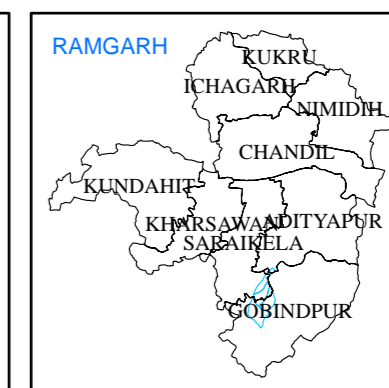 RAMGARH
KUKRU
ICHAGARH
NIMIDIH
CHANDIL
KUNDAHIT
KHARSAWAN
ADITYAPUR
SARAIKELA
GOBINDPUR